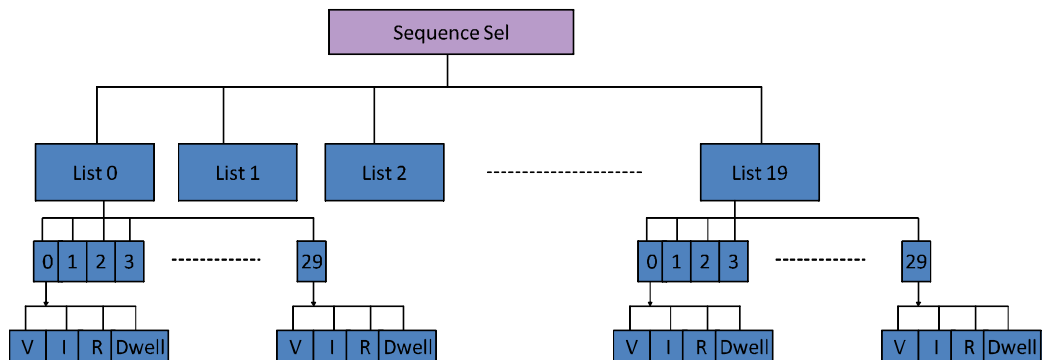 Sequence Sel
List 0 List 1 List 2 List 19
0 1 2 3 29 0 1 2 3 29
V I R Dwell V I R Dwell V I R Dwell V I R Dwell